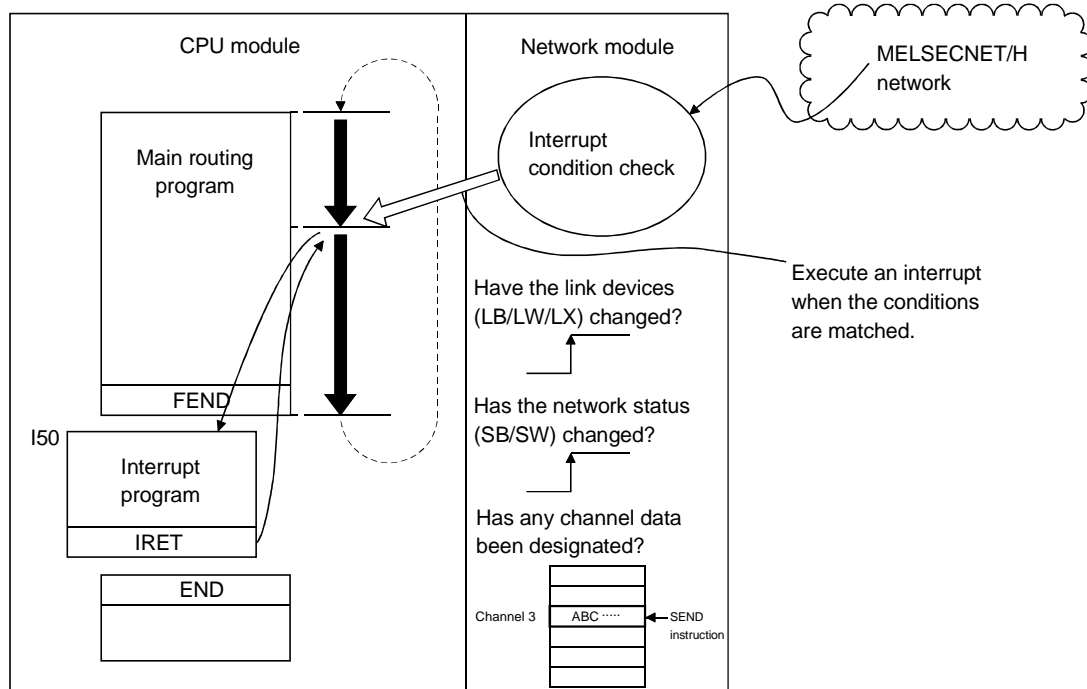 CPU module
Main routing
program
FEND
I50
Interrupt
program
IRET
END
Network module
Interrupt
condition check
Have the link devices
(LB/LW/LX) changed?
Has the network status
(SB/SW) changed?
Has any channel data
been designated?
Channel 3
ABC ·····
SEND
instruction
MELSECNET/H
network
Execute an interrupt
when the conditions
are matched.